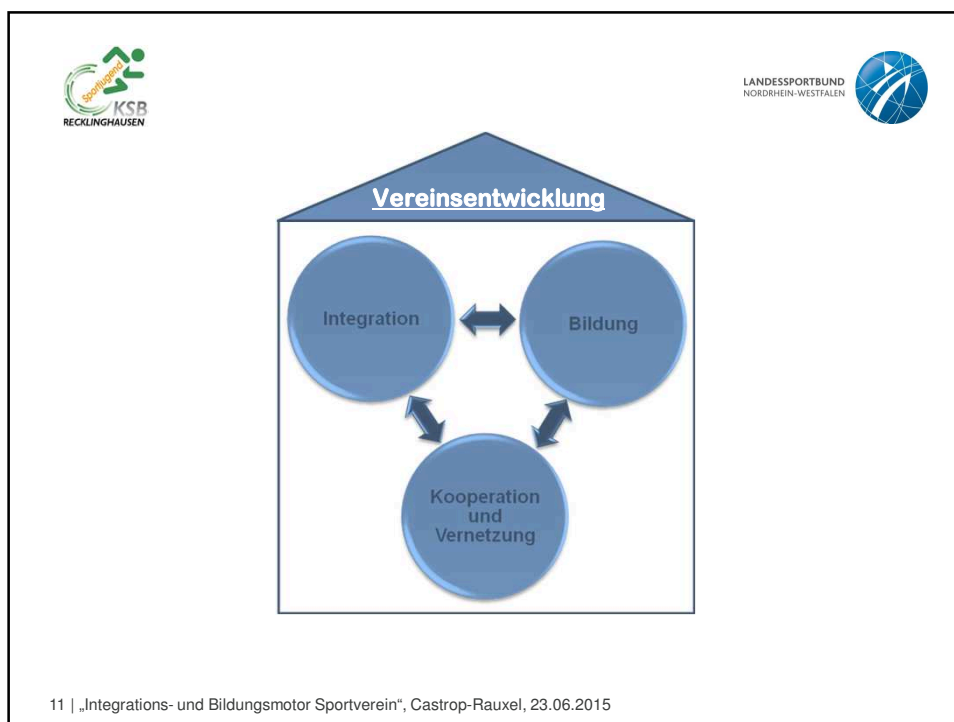 Sportjugend
KSB
RECKLINGHAUSEN
LANDESSPORTBUND
NORDRHEIN-WESTFALEN
Vereinsentwicklung
Integration
Bildung
Kooperation
und
Vernetzung
11 | „Integrations- und Bildungsmotor Sportverein“, Castrop-Rauxel, 23.06.2015